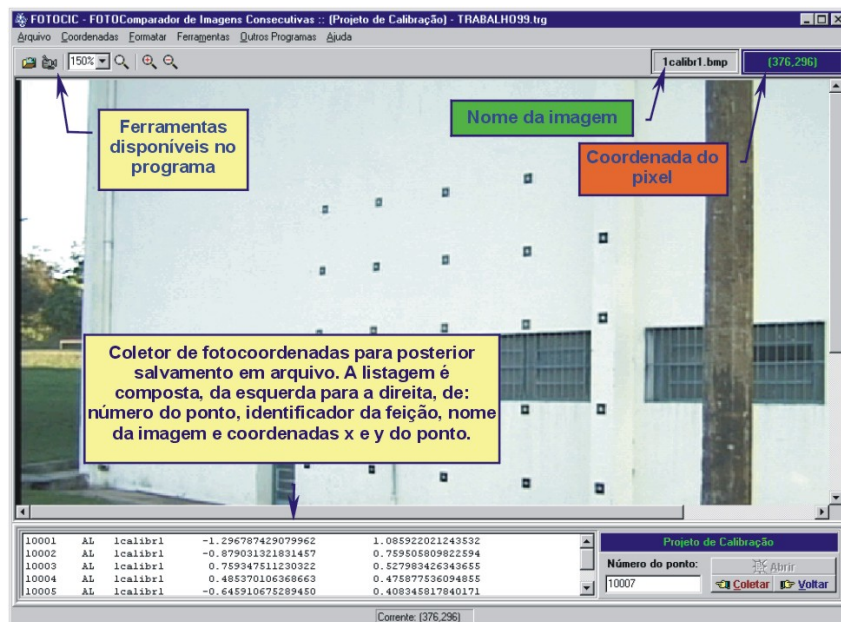 FOTOCIC - FOTOComparador de Imagens Consecutivas :: (Projeto de Calibração) - TRABALHO99.trg
Arquivo Coordenadas Formatar Ferramentas Outros Programas Ajuda
150%
1calibr1.bmp
(376,296)
Ferramentas
disponíveis no
programa
Nome da imagem
Coordenada do
pixel
Coletor de fotocoordenadas para posterior
salvamento em arquivo. A listagem é
composta, da esquerda para a direita, de:
número do ponto, identificador da feição, nome
da imagem e coordenadas x e y do ponto.
10001 AL 1calibr1 -1.296787429079962 1.085922021243532
10002 AL 1calibr1 -0.879031321831457 0.759505809822594
10003 AL 1calibr1 0.759347511230322 0.527983426343655
10004 AL 1calibr1 0.485370106368663 0.475877536094855
10005 AL 1calibr1 -0.645910675289450 0.408345817840171
Projeto de Calibração
Número do ponto:
10007
Abrir
Coletar
Voltar
Corrente: (376,296)